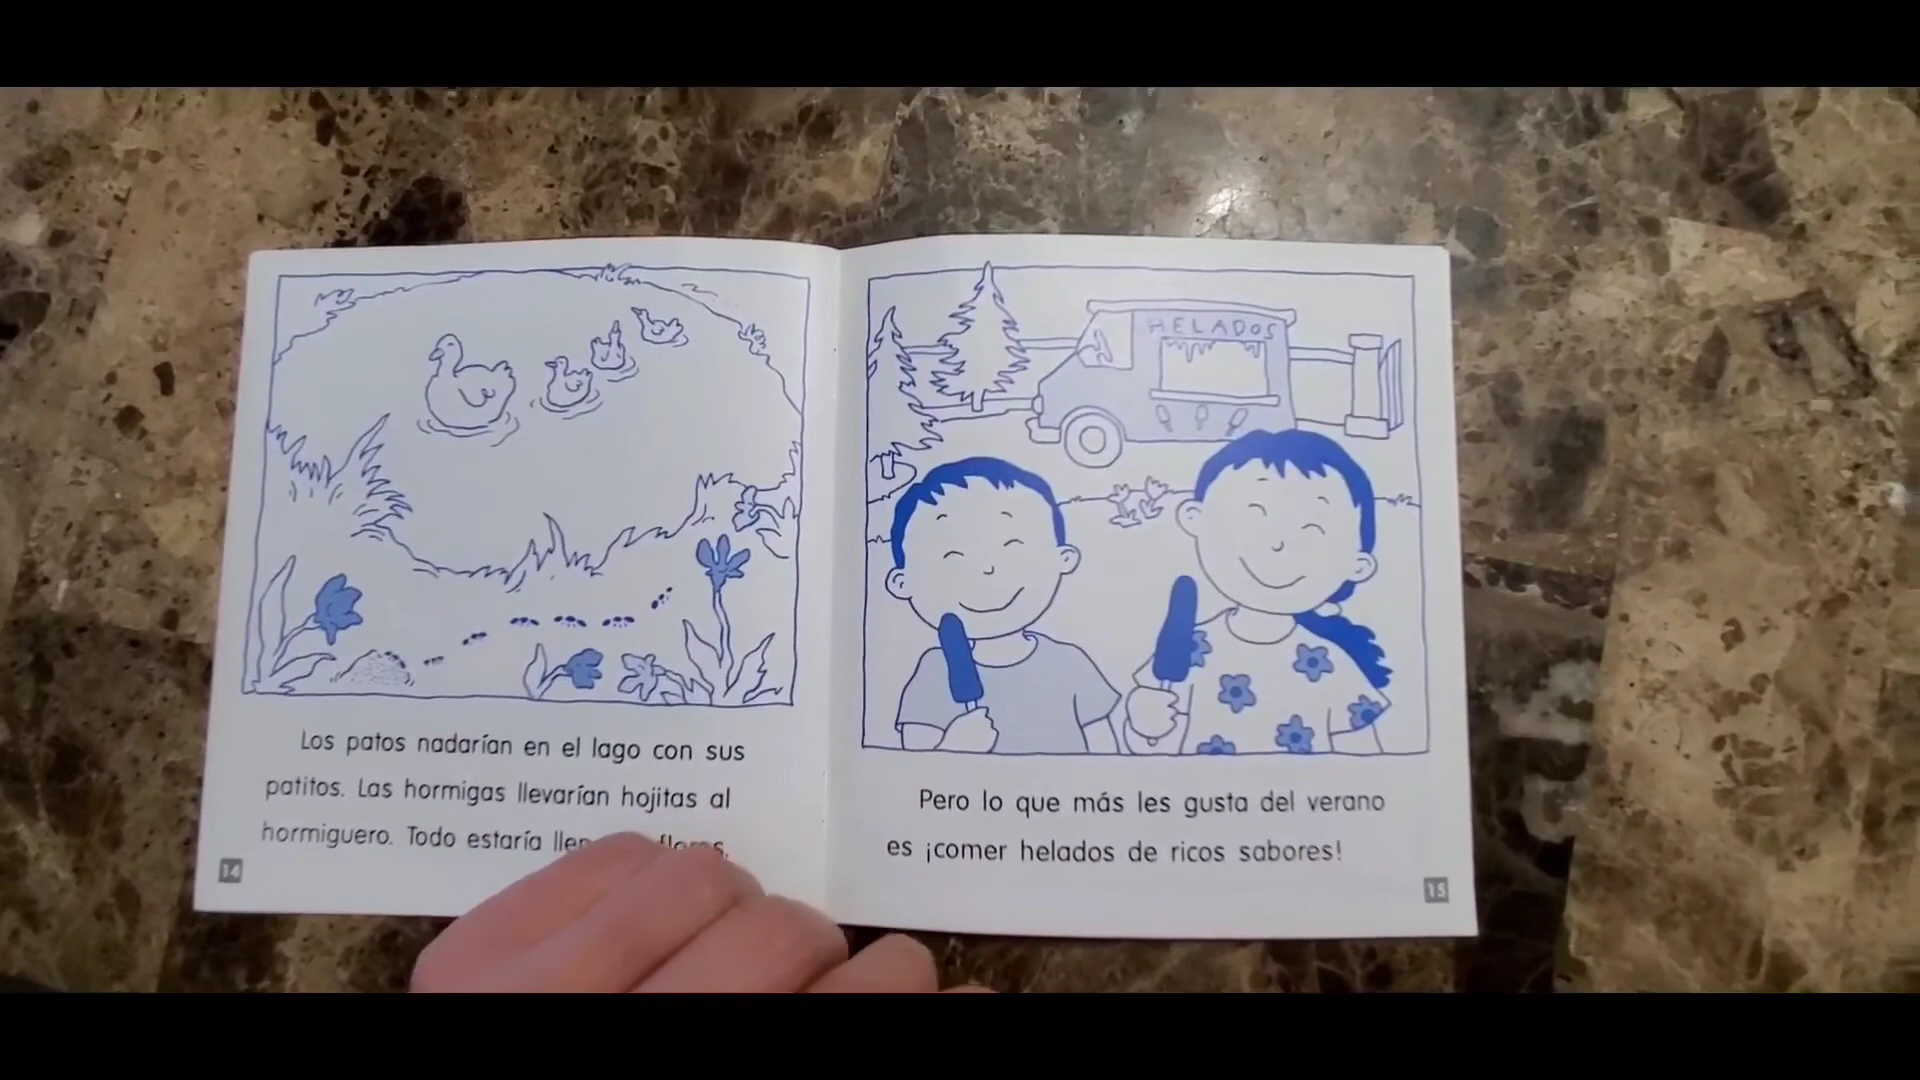 Los patos nadarían en el lago con sus
patitos. Las hormigas llevarían hojitas al
hormiguero. Todo estaría flores.
14
HELADOS
Pero lo que más les gusta del verano
es ¡comer helados de ricos sabores!
15